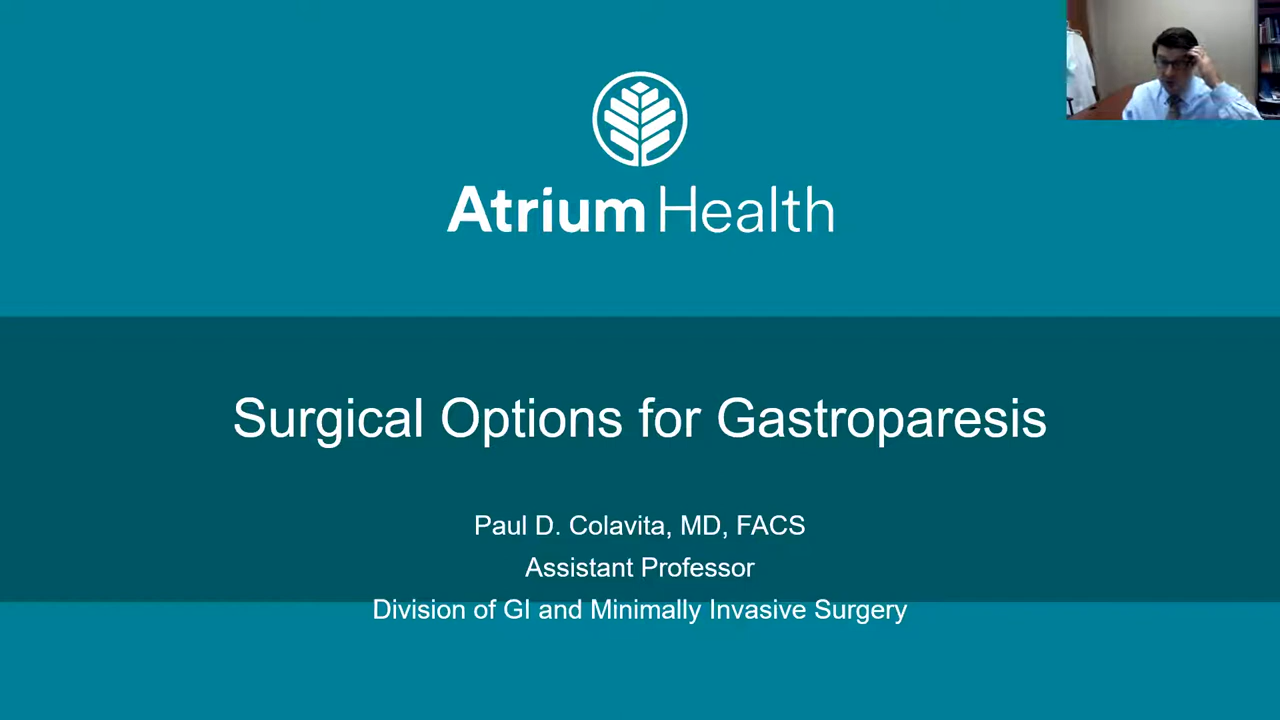 Atrium Health
Surgical Options for Gastroparesis
Paul D. Colavita, MD, FACS
Assistant Professor
Division of GI and Minimally Invasive Surgery